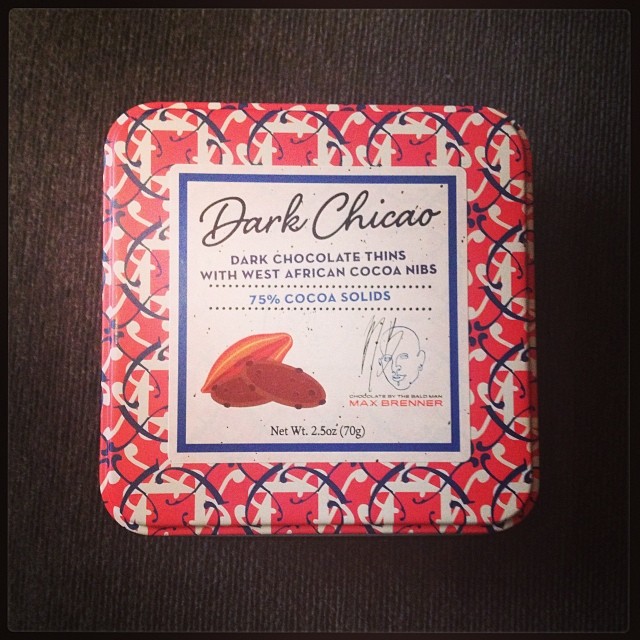 Dark Chicao
DARK CHOCOLATE THINS
WITH WEST AFRICAN COCOA NIBS
75% COCOA SOLIDS
CHOCOLATE BY THE BALD MAN
MAX BRENNER
Net Wt. 2.5oz (70g)